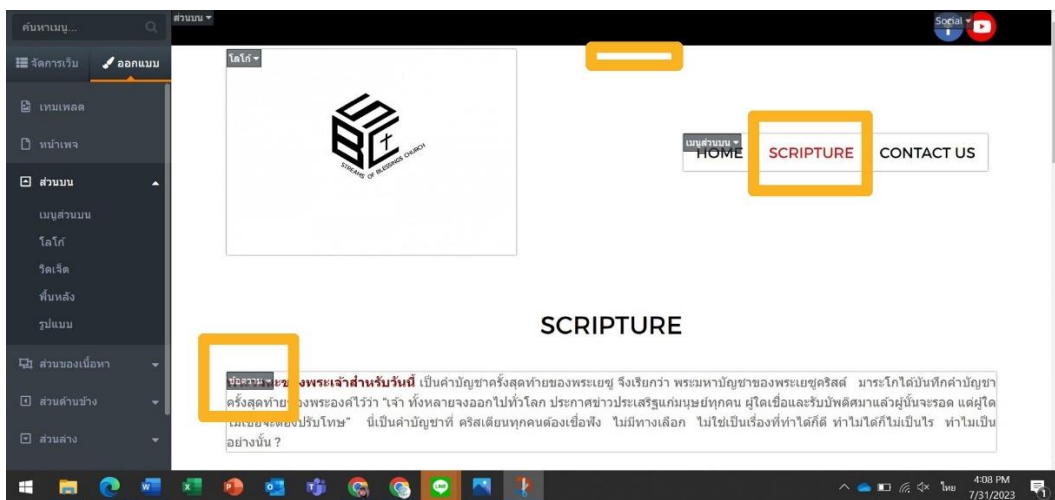 ค้นหาเมนู...
จัดการเว็บ
ออกแบบ
เทมเพลต
หน้าเพจ
ส่วนบน
เมนูส่วนบน
โลโก้
วิดเจ็ต
พื้นหลัง
รูปแบบ
ส่วนของเนื้อหา
ส่วนด้านข้าง
ส่วนล่าง
ส่วนบน
Social
โลโก้
SBC
STREAMS OF BLESSINGS CHURCH
เมนูส่วนบน
HOME SCRIPTURE CONTACT US
SCRIPTURE
ข้อความ
ของพระเจ้าสำหรับวันนี้ เป็นคำบัญชาครั้งสุดท้ายของพระเยซู จึงเรียกว่า พระมหาบัญชาของพระเยซูคริสต์ มาระโกได้บันทึกคำบัญชา
ครั้งสุดท้ายของพระองค์ไว้ว่า "เจ้า ทั้งหลายจงออกไปทั่วโลก ประกาศข่าวประเสริฐแก่มนุษย์ทุกคน ผู้ใดเชื่อและรับบัพติศมาแล้วผู้นั้นจะรอด แต่ผู้ใด
ไม่เชื่อจะต้องปรับโทษ" นี่เป็นคำบัญชาที่ คริสเตียนทุกคนต้องเชื่อฟัง ไม่มีทางเลือก ไม่ใช่เป็นเรื่องที่ทำได้ก็ดี ทำไม่ได้ก็ไม่เป็นไร ทำไมเป็น
อย่างนั้น ?
ไทย
4:08 PM
7/31/2023